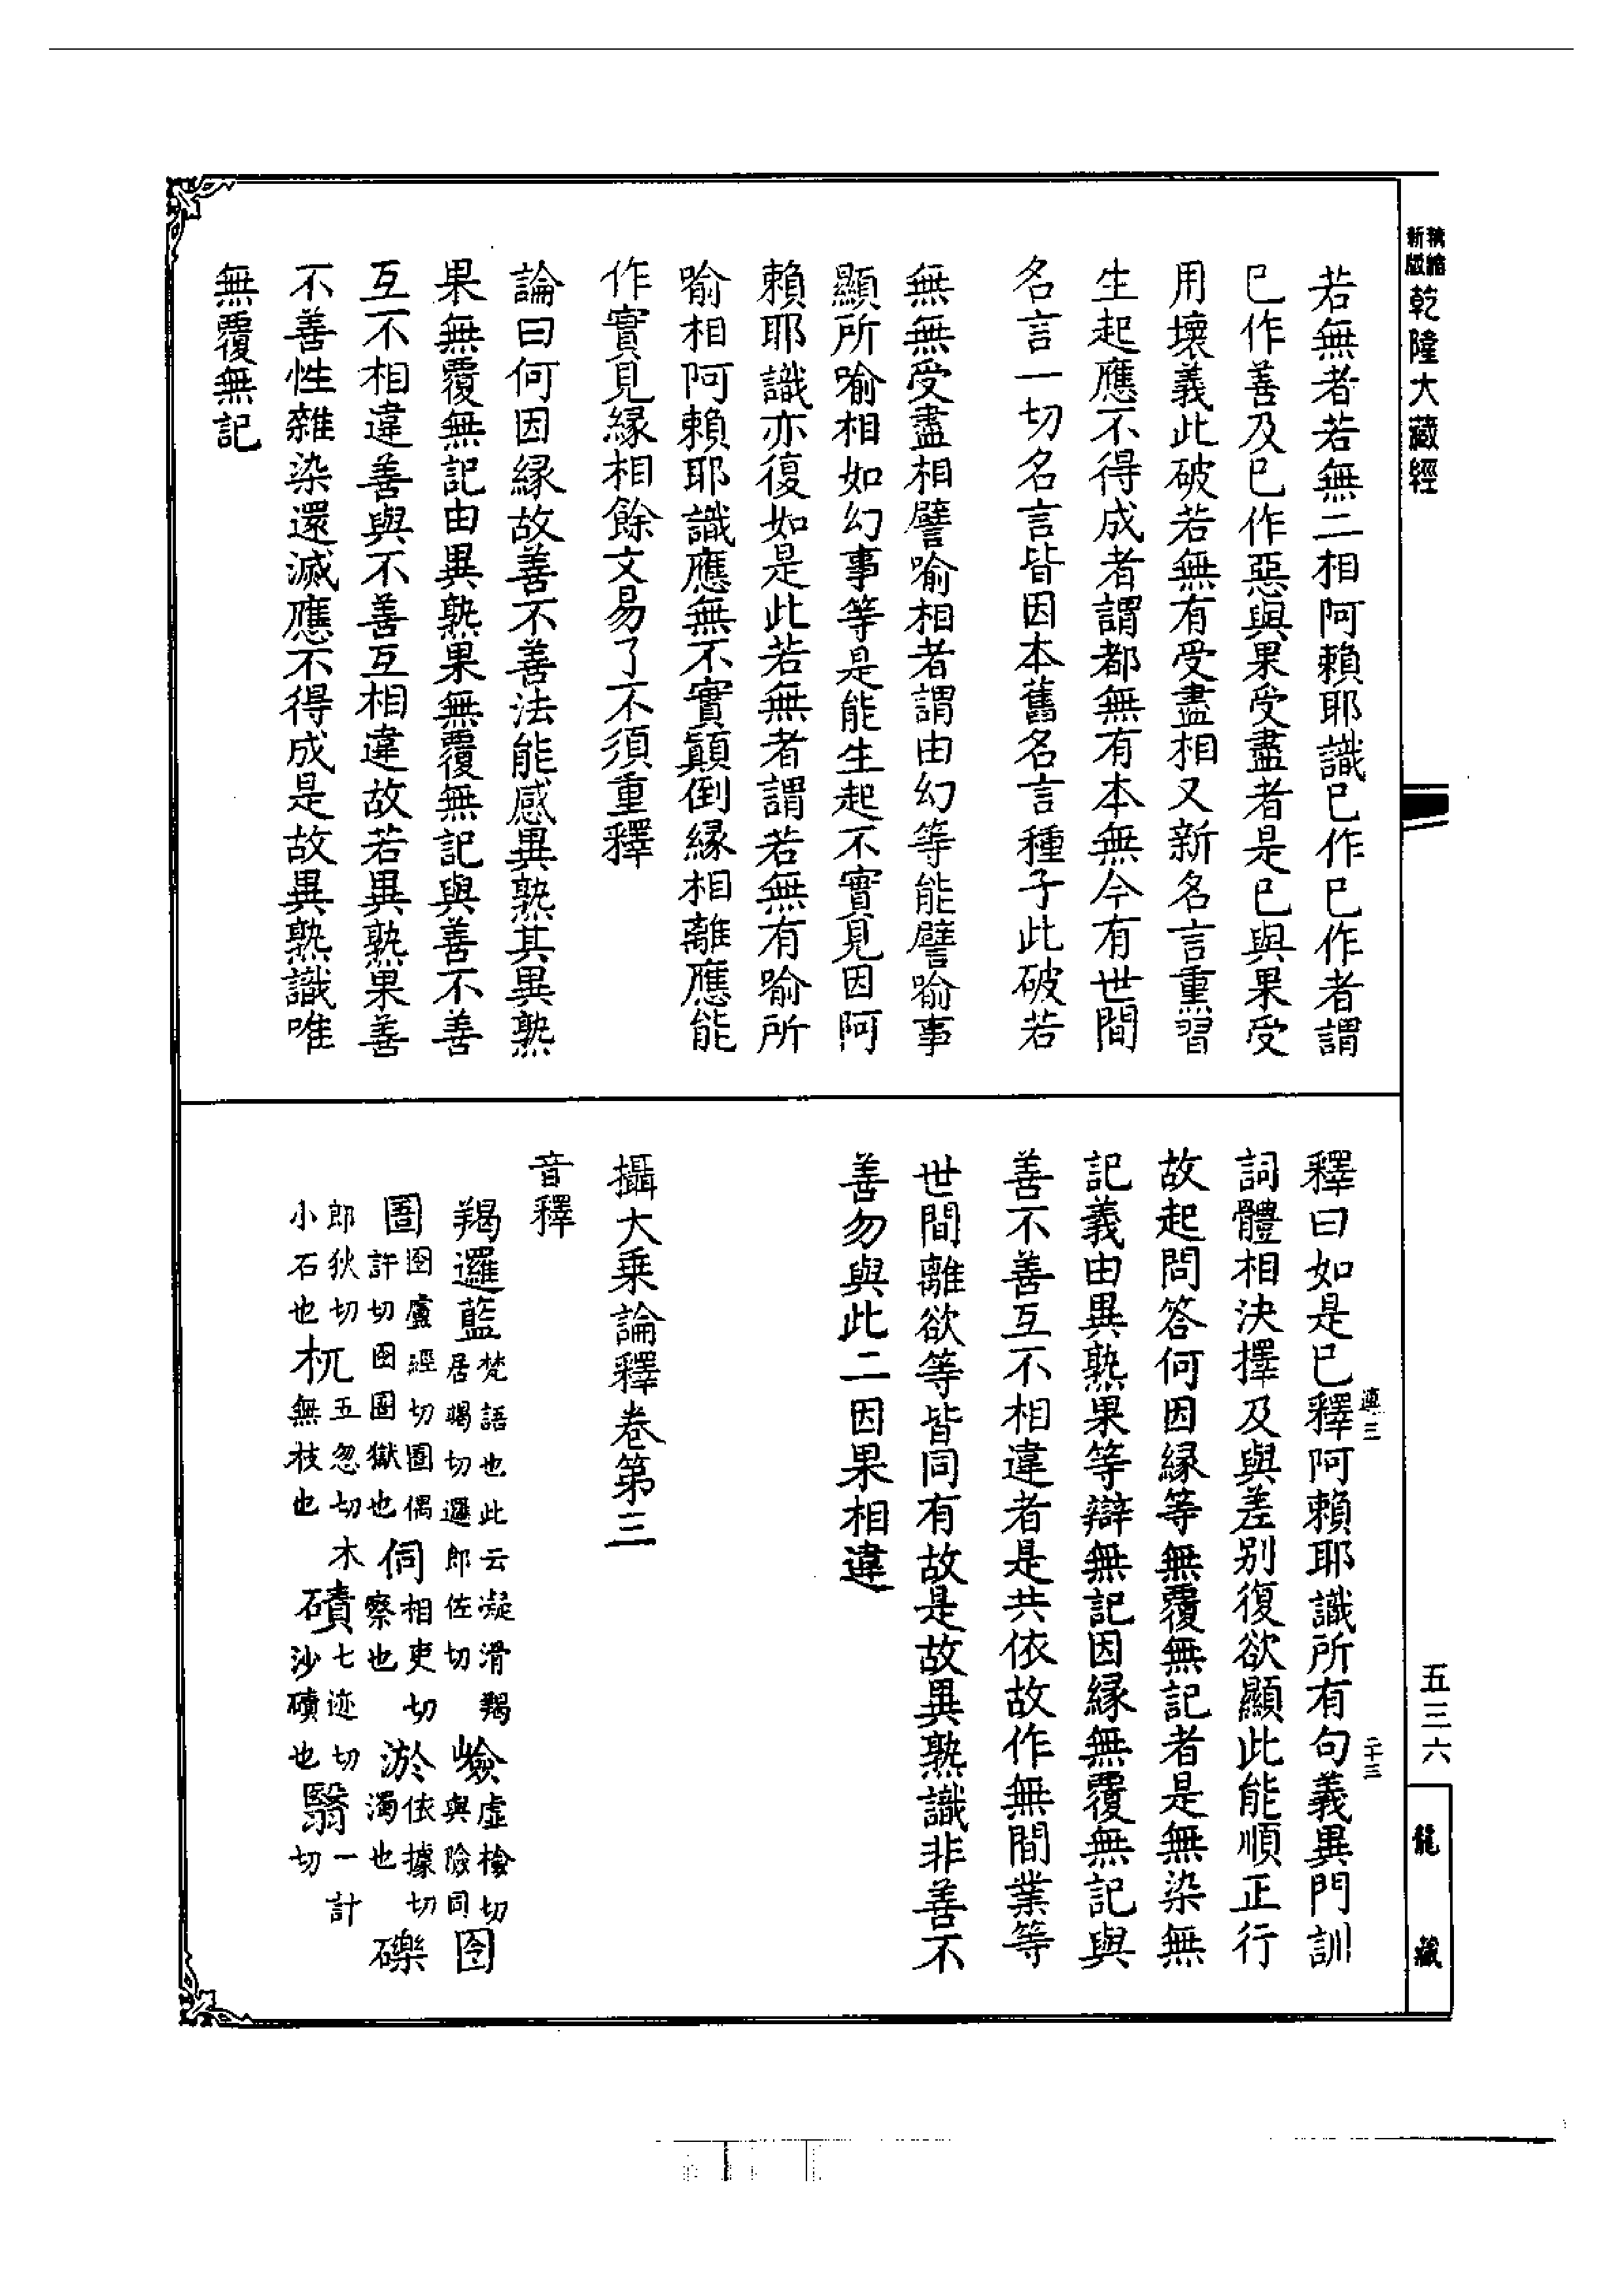 新版精縮乾隆大藏經
若無者若無二相阿賴耶識已作已作者謂
已作善及已作惡與果受盡者是已與果受
用壞義此破若無有受盡相又新名言熏習
生起應不得成者謂都無有本無今有世間
名言一切名言皆因本舊名言種子此破若
無無受盡相譬喻相者謂由幻等能譬喻事
顯所喻相如幻事等是能生起不實見因阿
賴耶識亦復如是此若無者謂若無有喻所
喻相阿賴耶識應無不實顛倒緣相離應能
作實見緣相餘文易了不須重釋
論曰何因緣故善不善法能感異熟其異熟
果無覆無記由異熟果無覆無記與善不善
互不相違善與不善互相違故若異熟果善
不善性雜染還滅應不得成是故異熟識唯
無覆無記
釋曰如是已釋阿賴耶識所有句義異門訓
詞體相決擇及與差別復欲顯此能順正行
故起問答何因緣等無覆無記者是無染無
記義由異熟果等辯無記因緣無覆無記與
善不善互不相違者是共依故作無間業等
世間離欲等皆同有故是故異熟識非善不
善勿與此二因果相違
攝大乘論釋卷第三
音釋
羯邏藍梵語也此云凝滑羯居竭切邏郎佐切 嶮虛檢切與險同 囹
圄囹盧經切圄偶許切囹圄獄也 伺相吏切察也 淤依據切濁也 礫
郎狄切小石也 杌五忽切木無枝也 磧七迹切沙磧也 翳一計切
三
二十三
五三六
龍藏